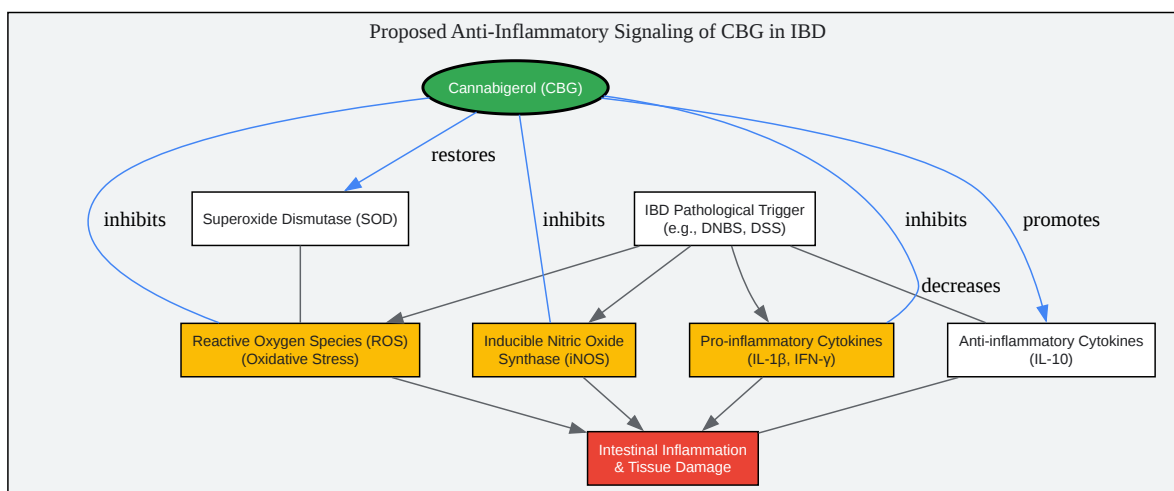 Proposed Anti-Inflammatory Signaling of CBG in IBD
Cannabigerol (CBG)
restores
Superoxide Dismutase (SOD)
IBD Pathological Trigger
(e.g., DNBS, DSS)
inhibits
inhibits
inhibits
promotes
decreases
Reactive Oxygen Species (ROS)
(Oxidative Stress)
Inducible Nitric Oxide
Synthase (iNOS)
Pro-inflammatory Cytokines
(IL-1β, IFN-γ)
Anti-inflammatory Cytokines
(IL-10)
Intestinal Inflammation
& Tissue Damage